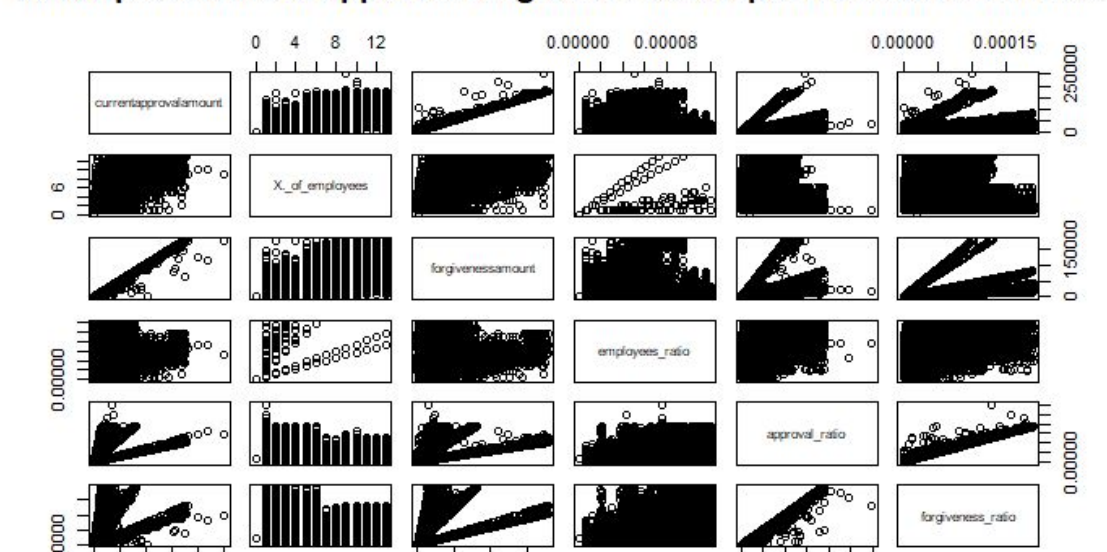 0 4 8 12 0.00000 0.00008 0.00000 0.00015
currentapprovalamount
0 250000
6
0
X._of_employees
forgivenessamount
0 150000
0.00000
employees_ratio
approval_ratio
0.00000
forgiveness_ratio